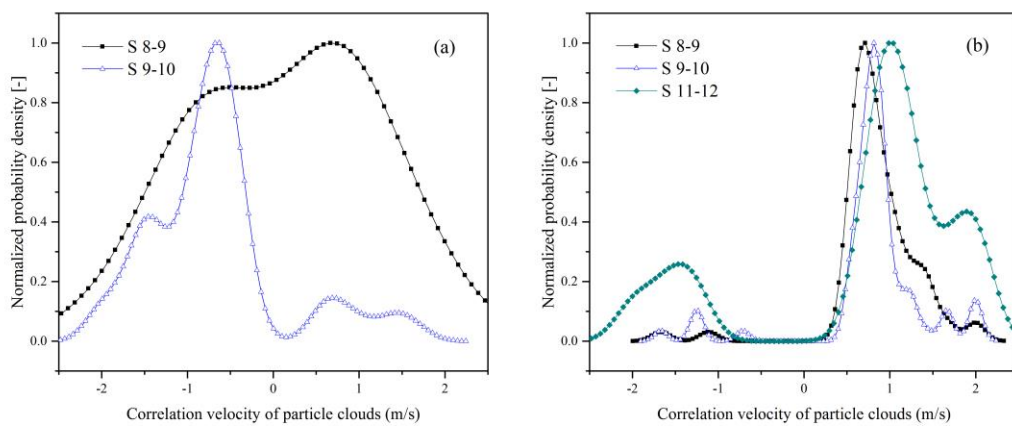 (a)
S 8-9
S 9-10
Normalized probability density [-]
1.0
0.8
0.6
0.4
0.2
0.0
-2
-1
0
1
2
Correlation velocity of particle clouds (m/s)
(b)
S 8-9
S 9-10
S 11-12
Normalized probability density [-]
1.0
0.8
0.6
0.4
0.2
0.0
-2
-1
0
1
2
Correlation velocity of particle clouds (m/s)